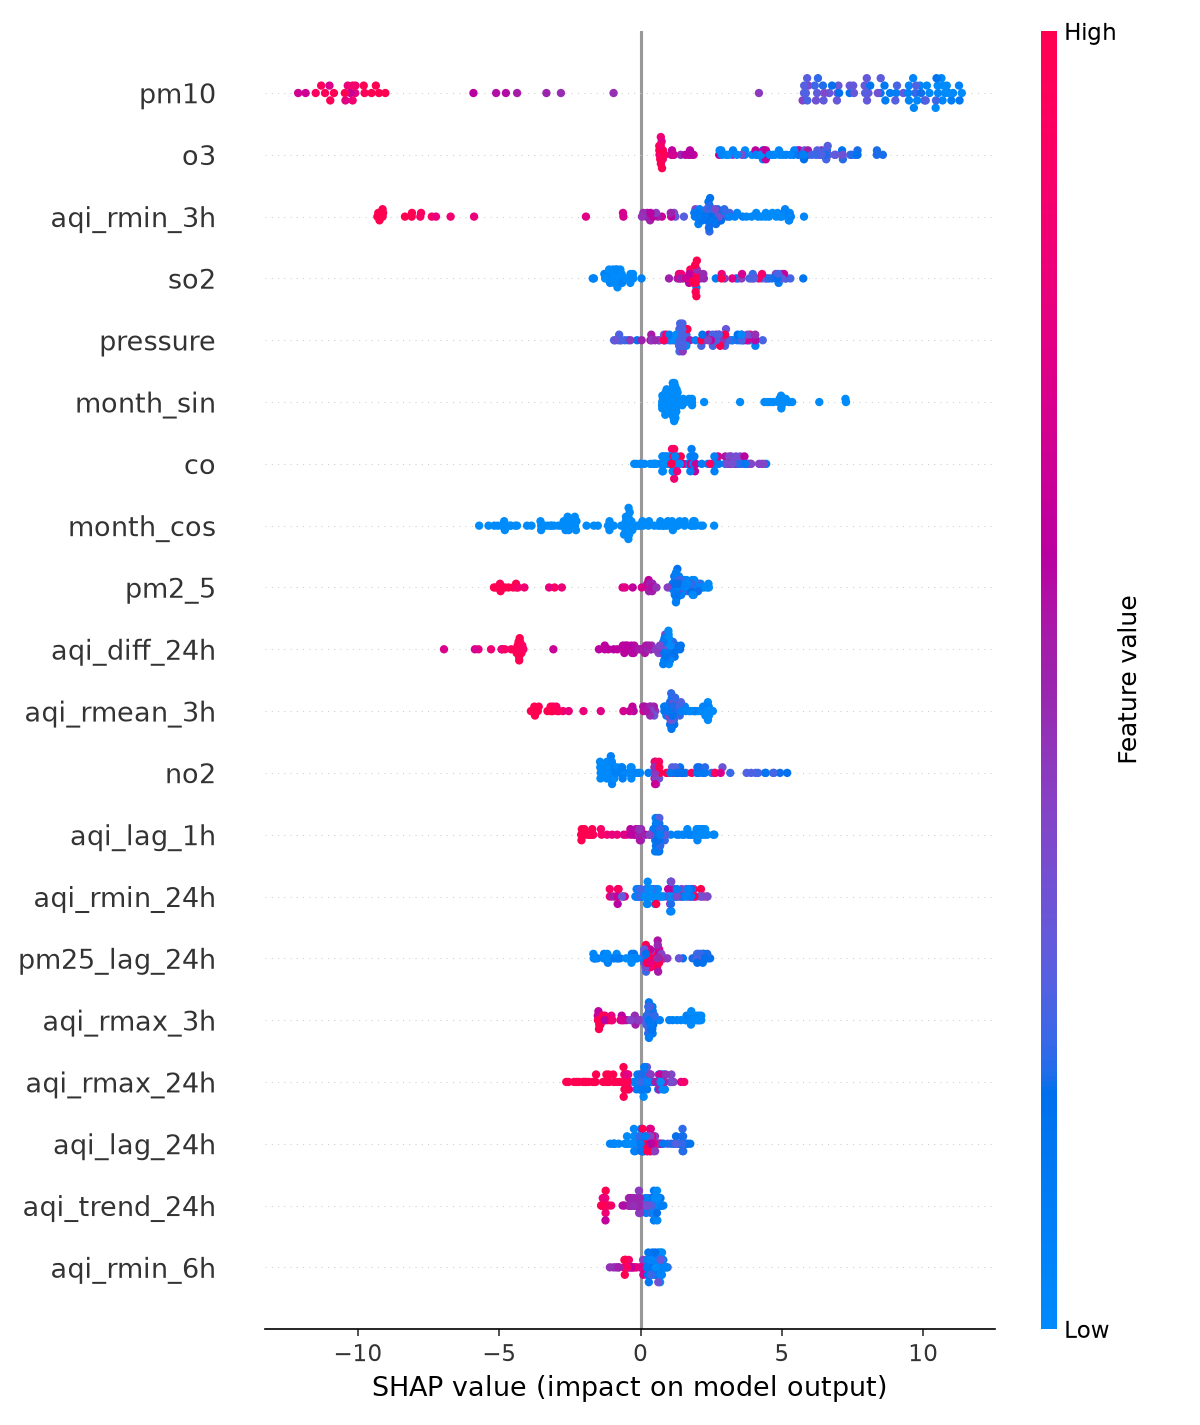 High
pm10
o3
aqi_rmin_3h
so2
pressure
month_sin
co
month_cos
pm2_5
aqi_diff_24h
aqi_rmean_3h
no2
aqi_lag_1h
aqi_rmin_24h
pm25_lag_24h
aqi_rmax_3h
aqi_rmax_24h
aqi_lag_24h
aqi_trend_24h
aqi_rmin_6h
Feature value
Low
−10 −5 0 5 10
SHAP value (impact on model output)